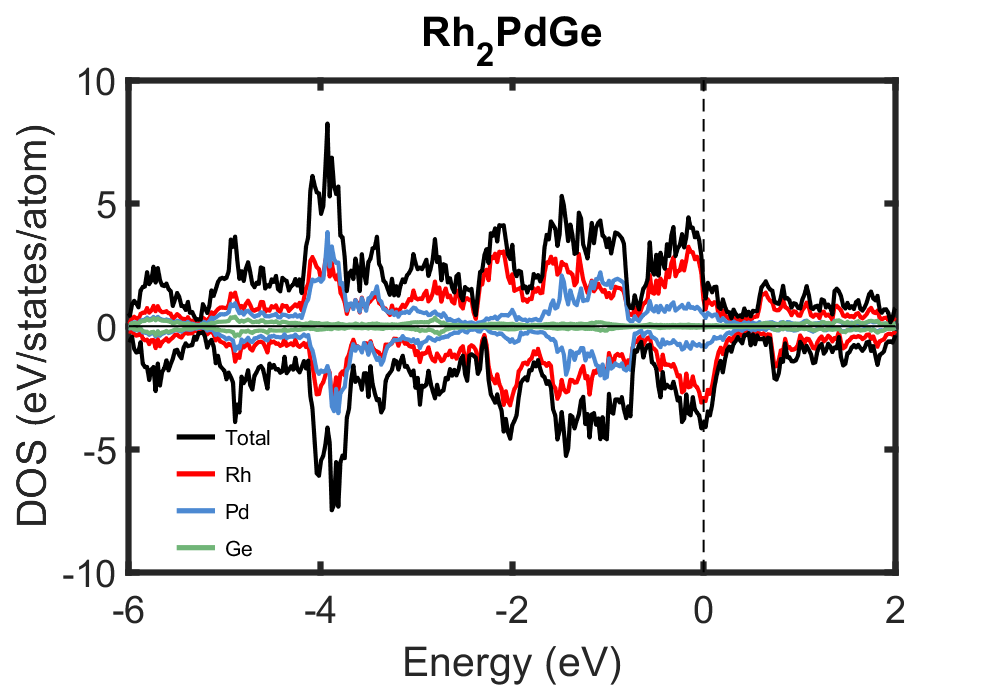 Rh2PdGe
DOS (eV/states/atom)
10
5
0
-5
-10
Total
Rh
Pd
Ge
-6 -4 -2 0 2
Energy (eV)